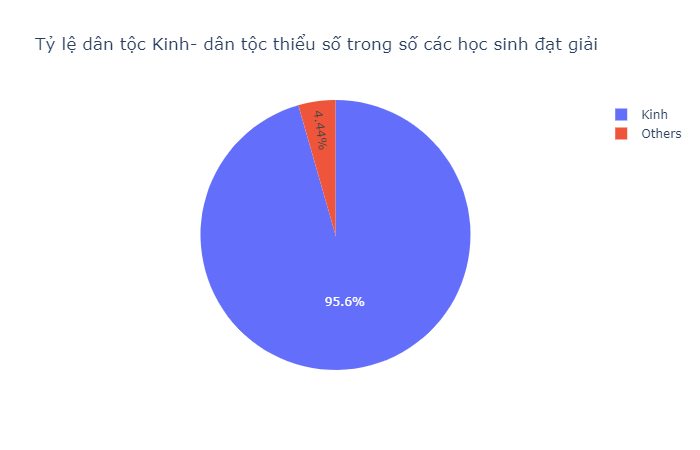 Tỷ lệ dân tộc Kinh- dân tộc thiểu số trong số các học sinh đạt giải
Kinh
Others
4.44%
95.6%